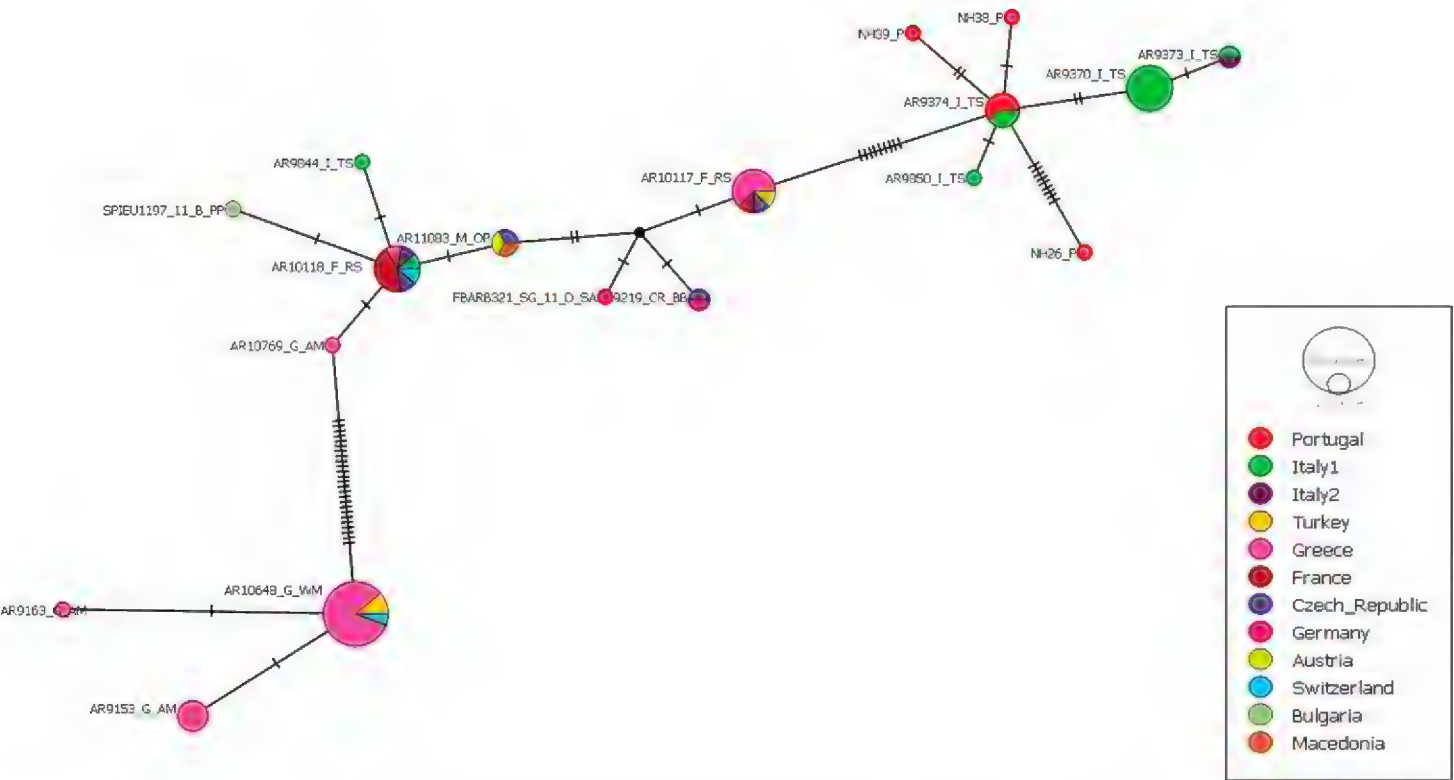 NH38_P
NH39_P
AR9373_I_TS
AR9370_I_TS
AR9374_I_TS
AR9844_I_TS
AR10117_F_RS
AR9850_I_TS
SPIEU1197_11_B_PP
AR11083_M_OP
NH26_P
AR10118_F_RS
FBAR8321_SG_11_D_SA 9219_CR_BB
AR10769_G_AM
AR10648_G_WM
AR9163_G_AM
AR9153_G_AM
Portugal
Italy1
Italy2
Turkey
Greece
France
Czech_Republic
Germany
Austria
Switzerland
Bulgaria
Macedonia